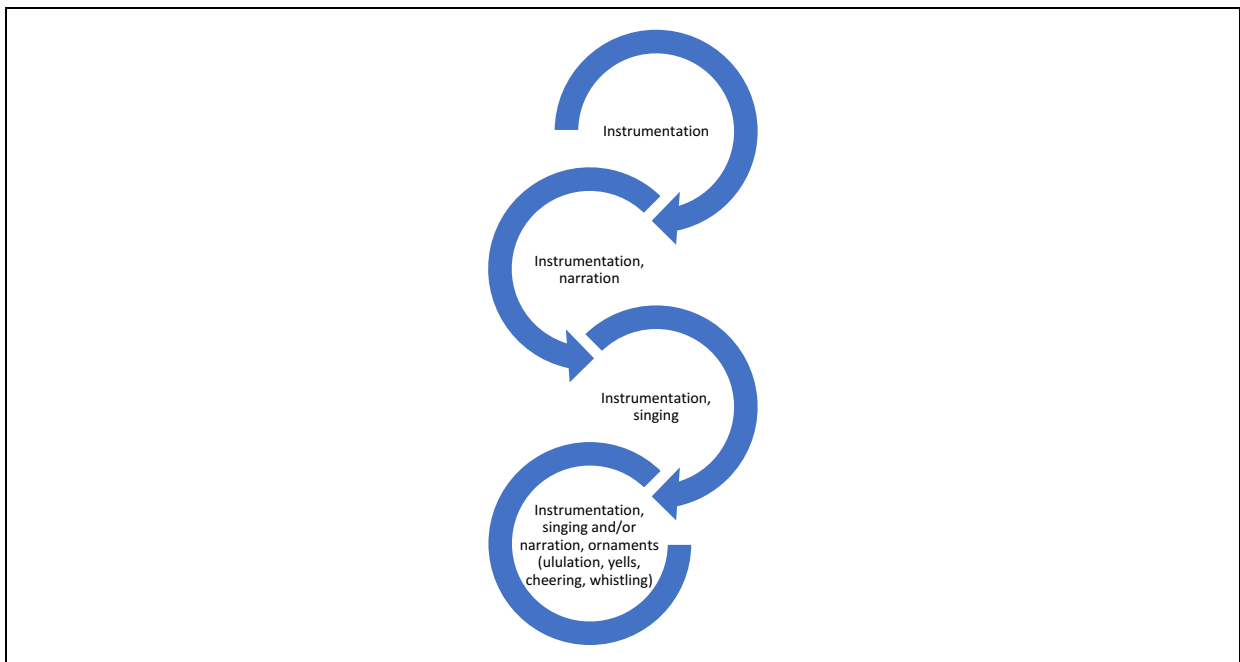 Instrumentation
Instrumentation,
narration
Instrumentation,
singing
Instrumentation,
singing and/or
narration, ornaments
(ululation, yells,
cheering, whistling)